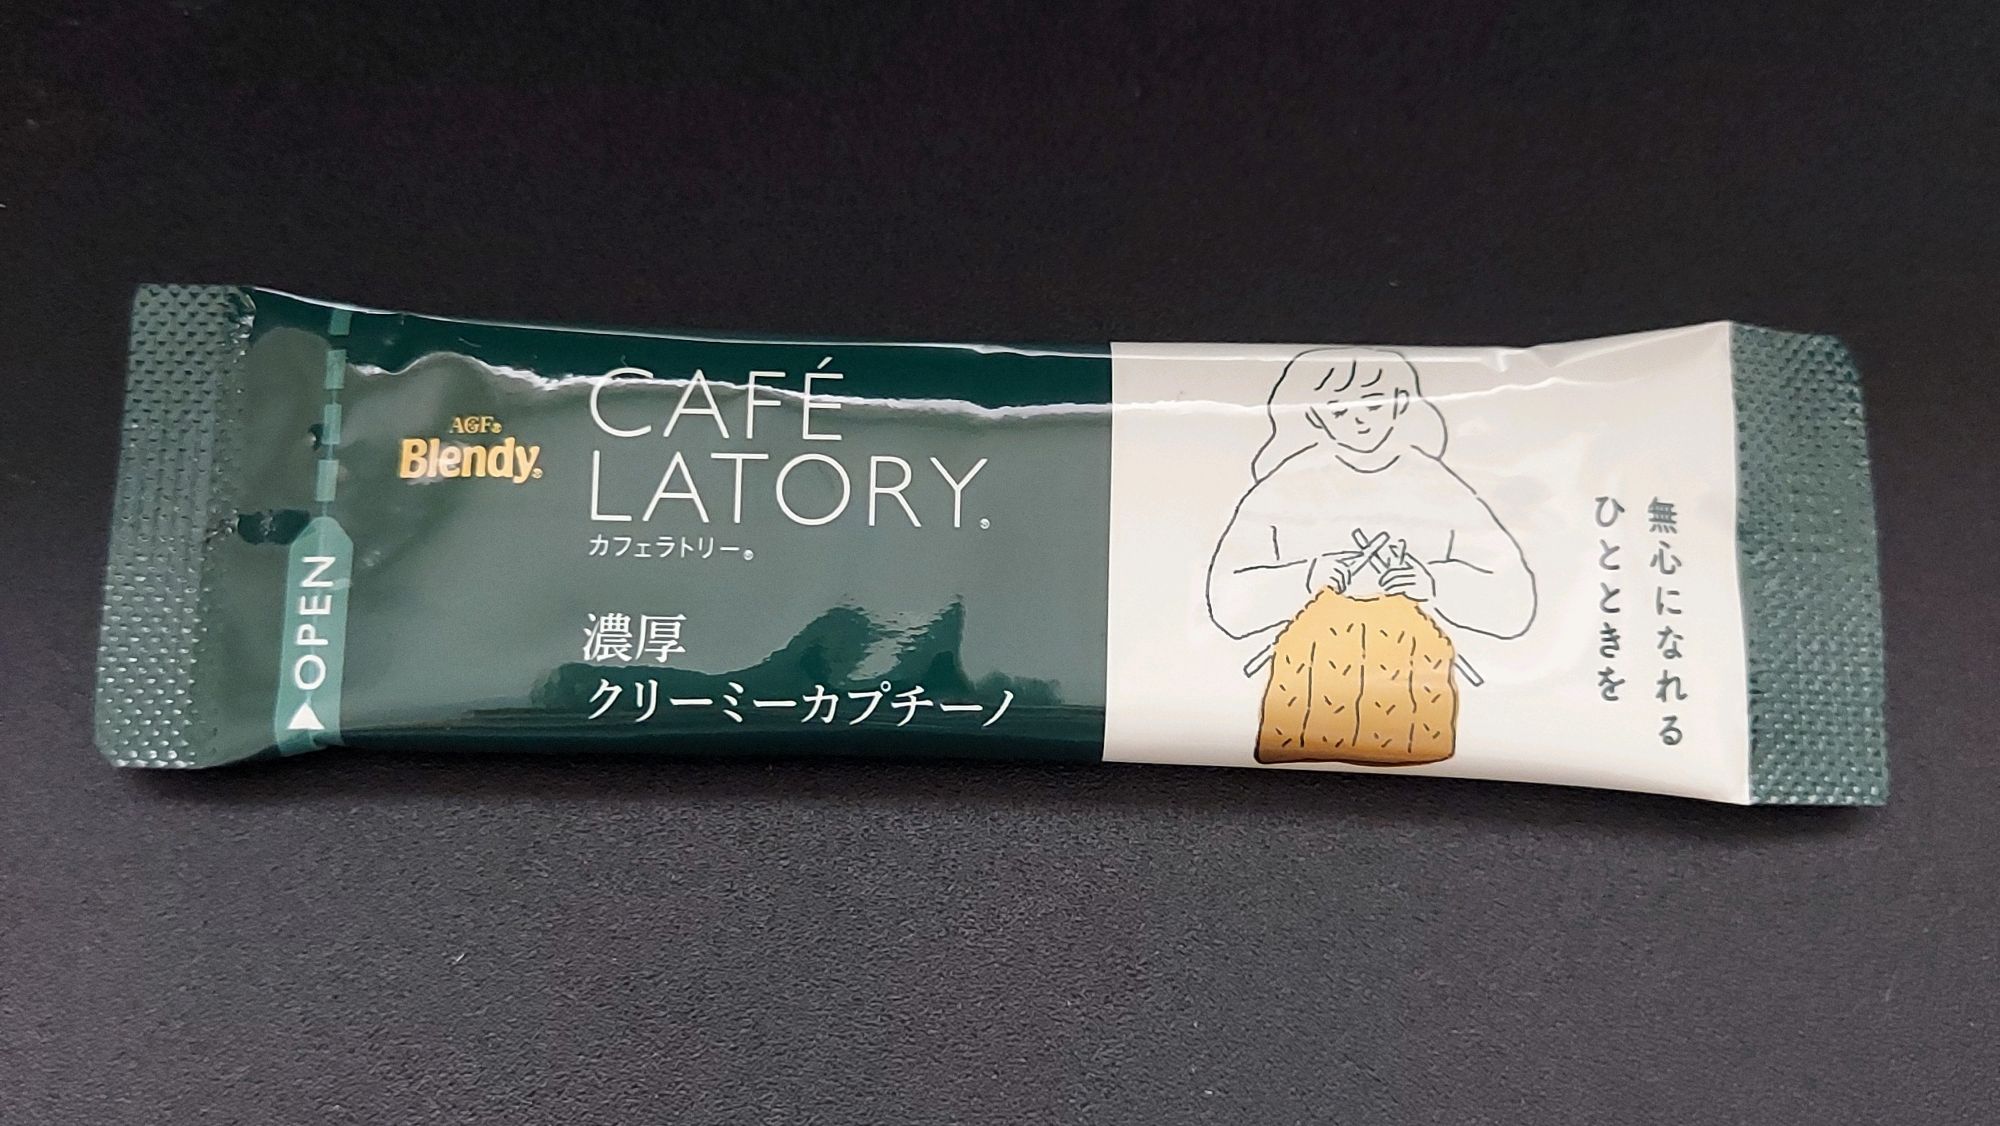 AGF®
Blendy®
CAFÉ
LATORY®
カフェラトリー®
濃厚
クリーミーカプチーノ
OPEN
無心になれる
ひとときを